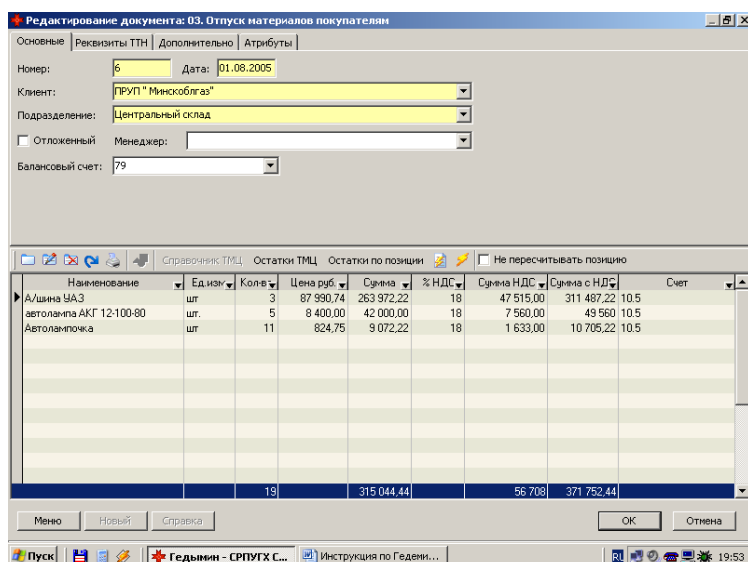 Редактирование документа: 03. Отпуск материалов покупателям
Основные Реквизиты ТТН Дополнительно Атрибуты
Номер: 6 Дата: 01.08.2005
Клиент: ПРУП " Минскоблгаз"
Подразделение: Центральный склад
Отложенный Менеджер:
Балансовый счет: 79
Справочник ТМЦ Остатки ТМЦ Остатки по позиции Не пересчитывать позицию
Наименование Ед.изм Кол-в Цена руб. Сумма % НДС Сумма НДС Сумма с НДС Счет
А/шина УАЗ шт 3 87 990,74 263 972,22 18 47 515,00 311 487,22 10.5
автолампа АКГ 12-100-80 шт. 5 8 400,00 42 000,00 18 7 560,00 49 560 10.5
Автолампочка шт 11 824,75 9 072,22 18 1 633,00 10 705,22 10.5
19 315 044,44 56 708 371 752,44
Меню Новый Справка OK Отмена
Пуск Гедымин - СРПУГХ С... Инструкция по Гедени... RU 19:53